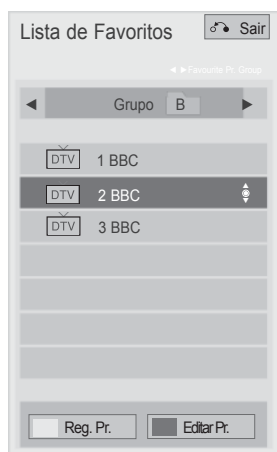 Lista de Favoritos
Sair
◄ ►Favourite Pr. Group
◄ Grupo B ►
DTV 1 BBC
DTV 2 BBC
DTV 3 BBC
Reg. Pr.
Editar Pr.